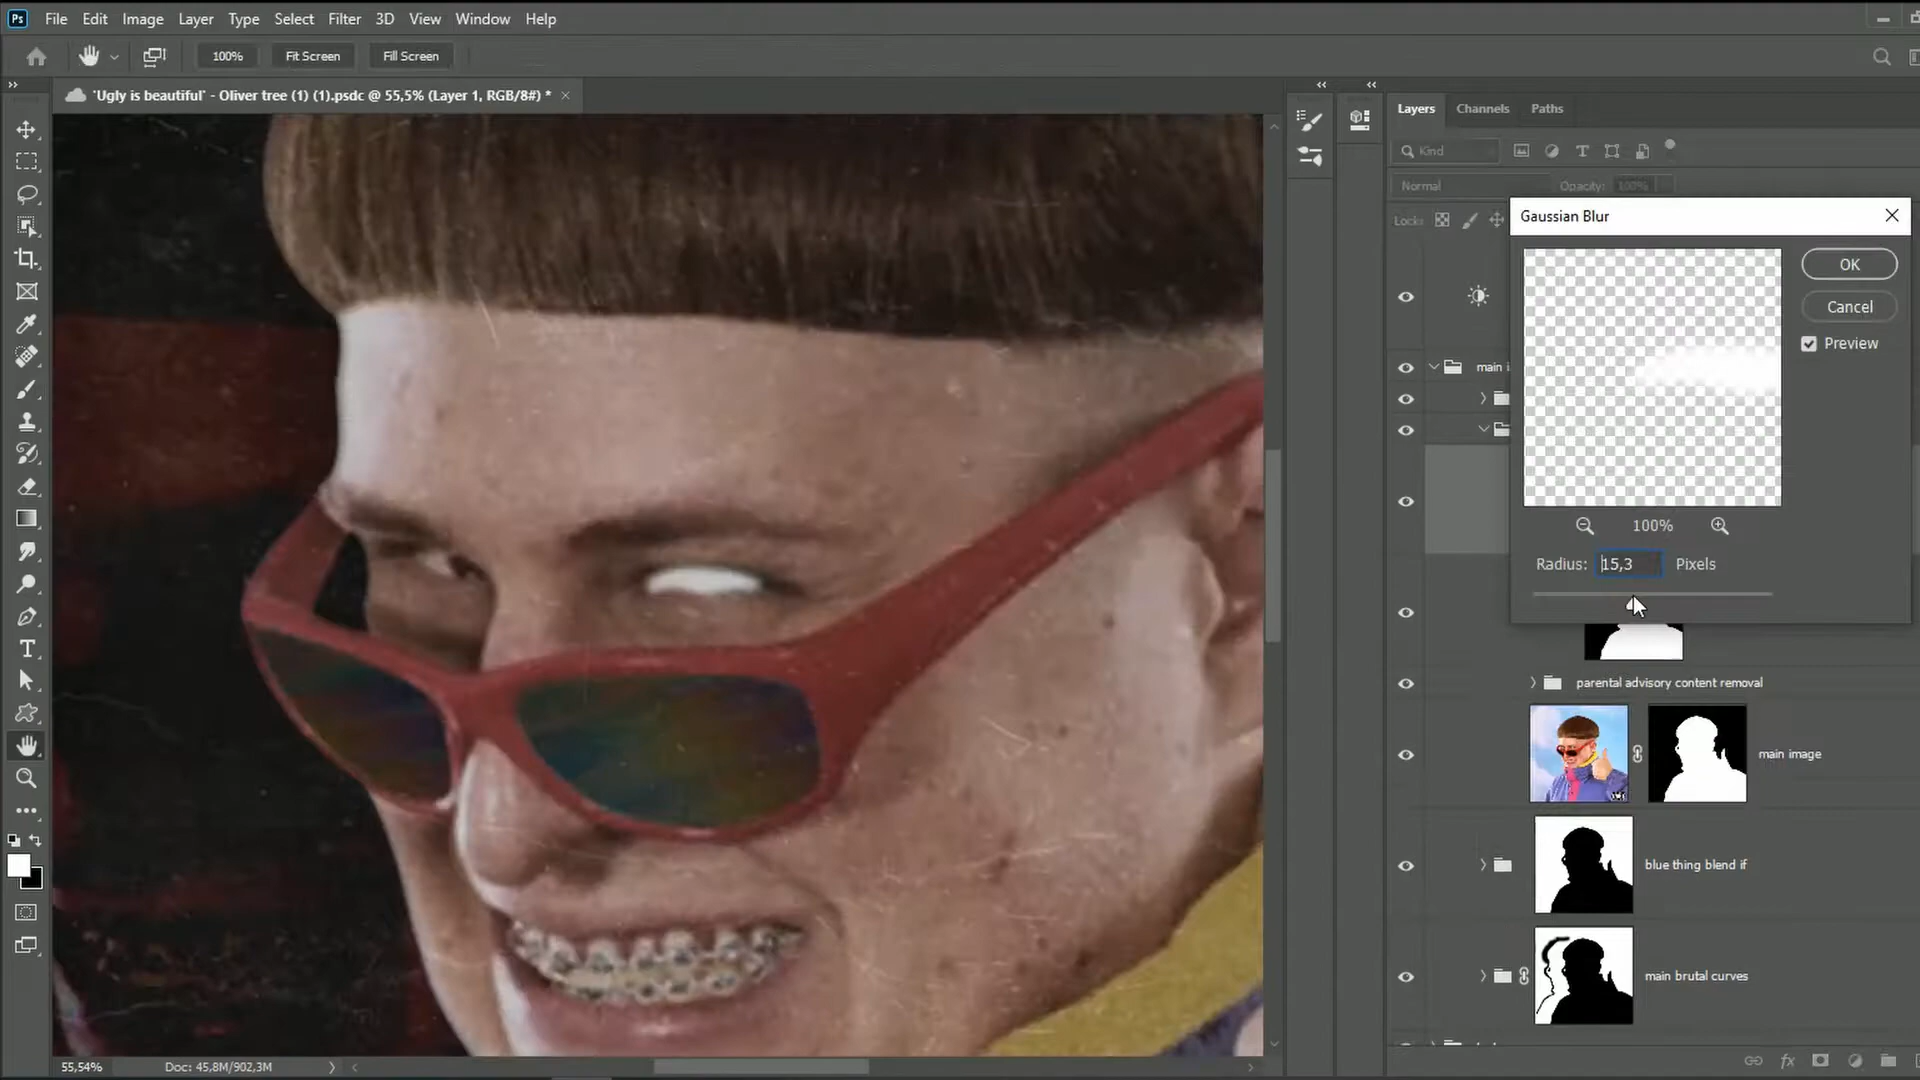 Ps File Edit Image Layer Type Select Filter 3D View Window Help
100% Fit Screen Fill Screen
'Ugly is beautiful' - Oliver tree (1) (1).psdc @ 55,5% (Layer 1, RGB/8#) *
Layers Channels Paths
Kind
Normal Opacity: 100%
Gaussian Blur
Lock:
OK
Cancel
Preview
main i
100%
Radius: 15,3 Pixels
parental advisory content removal
main image
blue thing blend if
main brutal curves
55,54% Doc: 45,8M/902,3M
fx